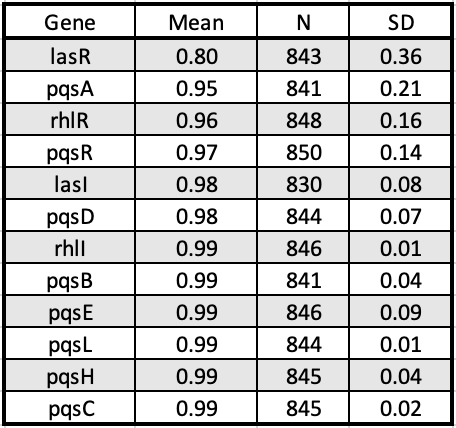 Gene Mean N SD
lasR 0.80 843 0.36
pqsA 0.95 841 0.21
rhlR 0.96 848 0.16
pqsR 0.97 850 0.14
lasI 0.98 830 0.08
pqsD 0.98 844 0.07
rhlI 0.99 846 0.01
pqsB 0.99 841 0.04
pqsE 0.99 846 0.09
pqsL 0.99 844 0.01
pqsH 0.99 845 0.04
pqsC 0.99 845 0.02